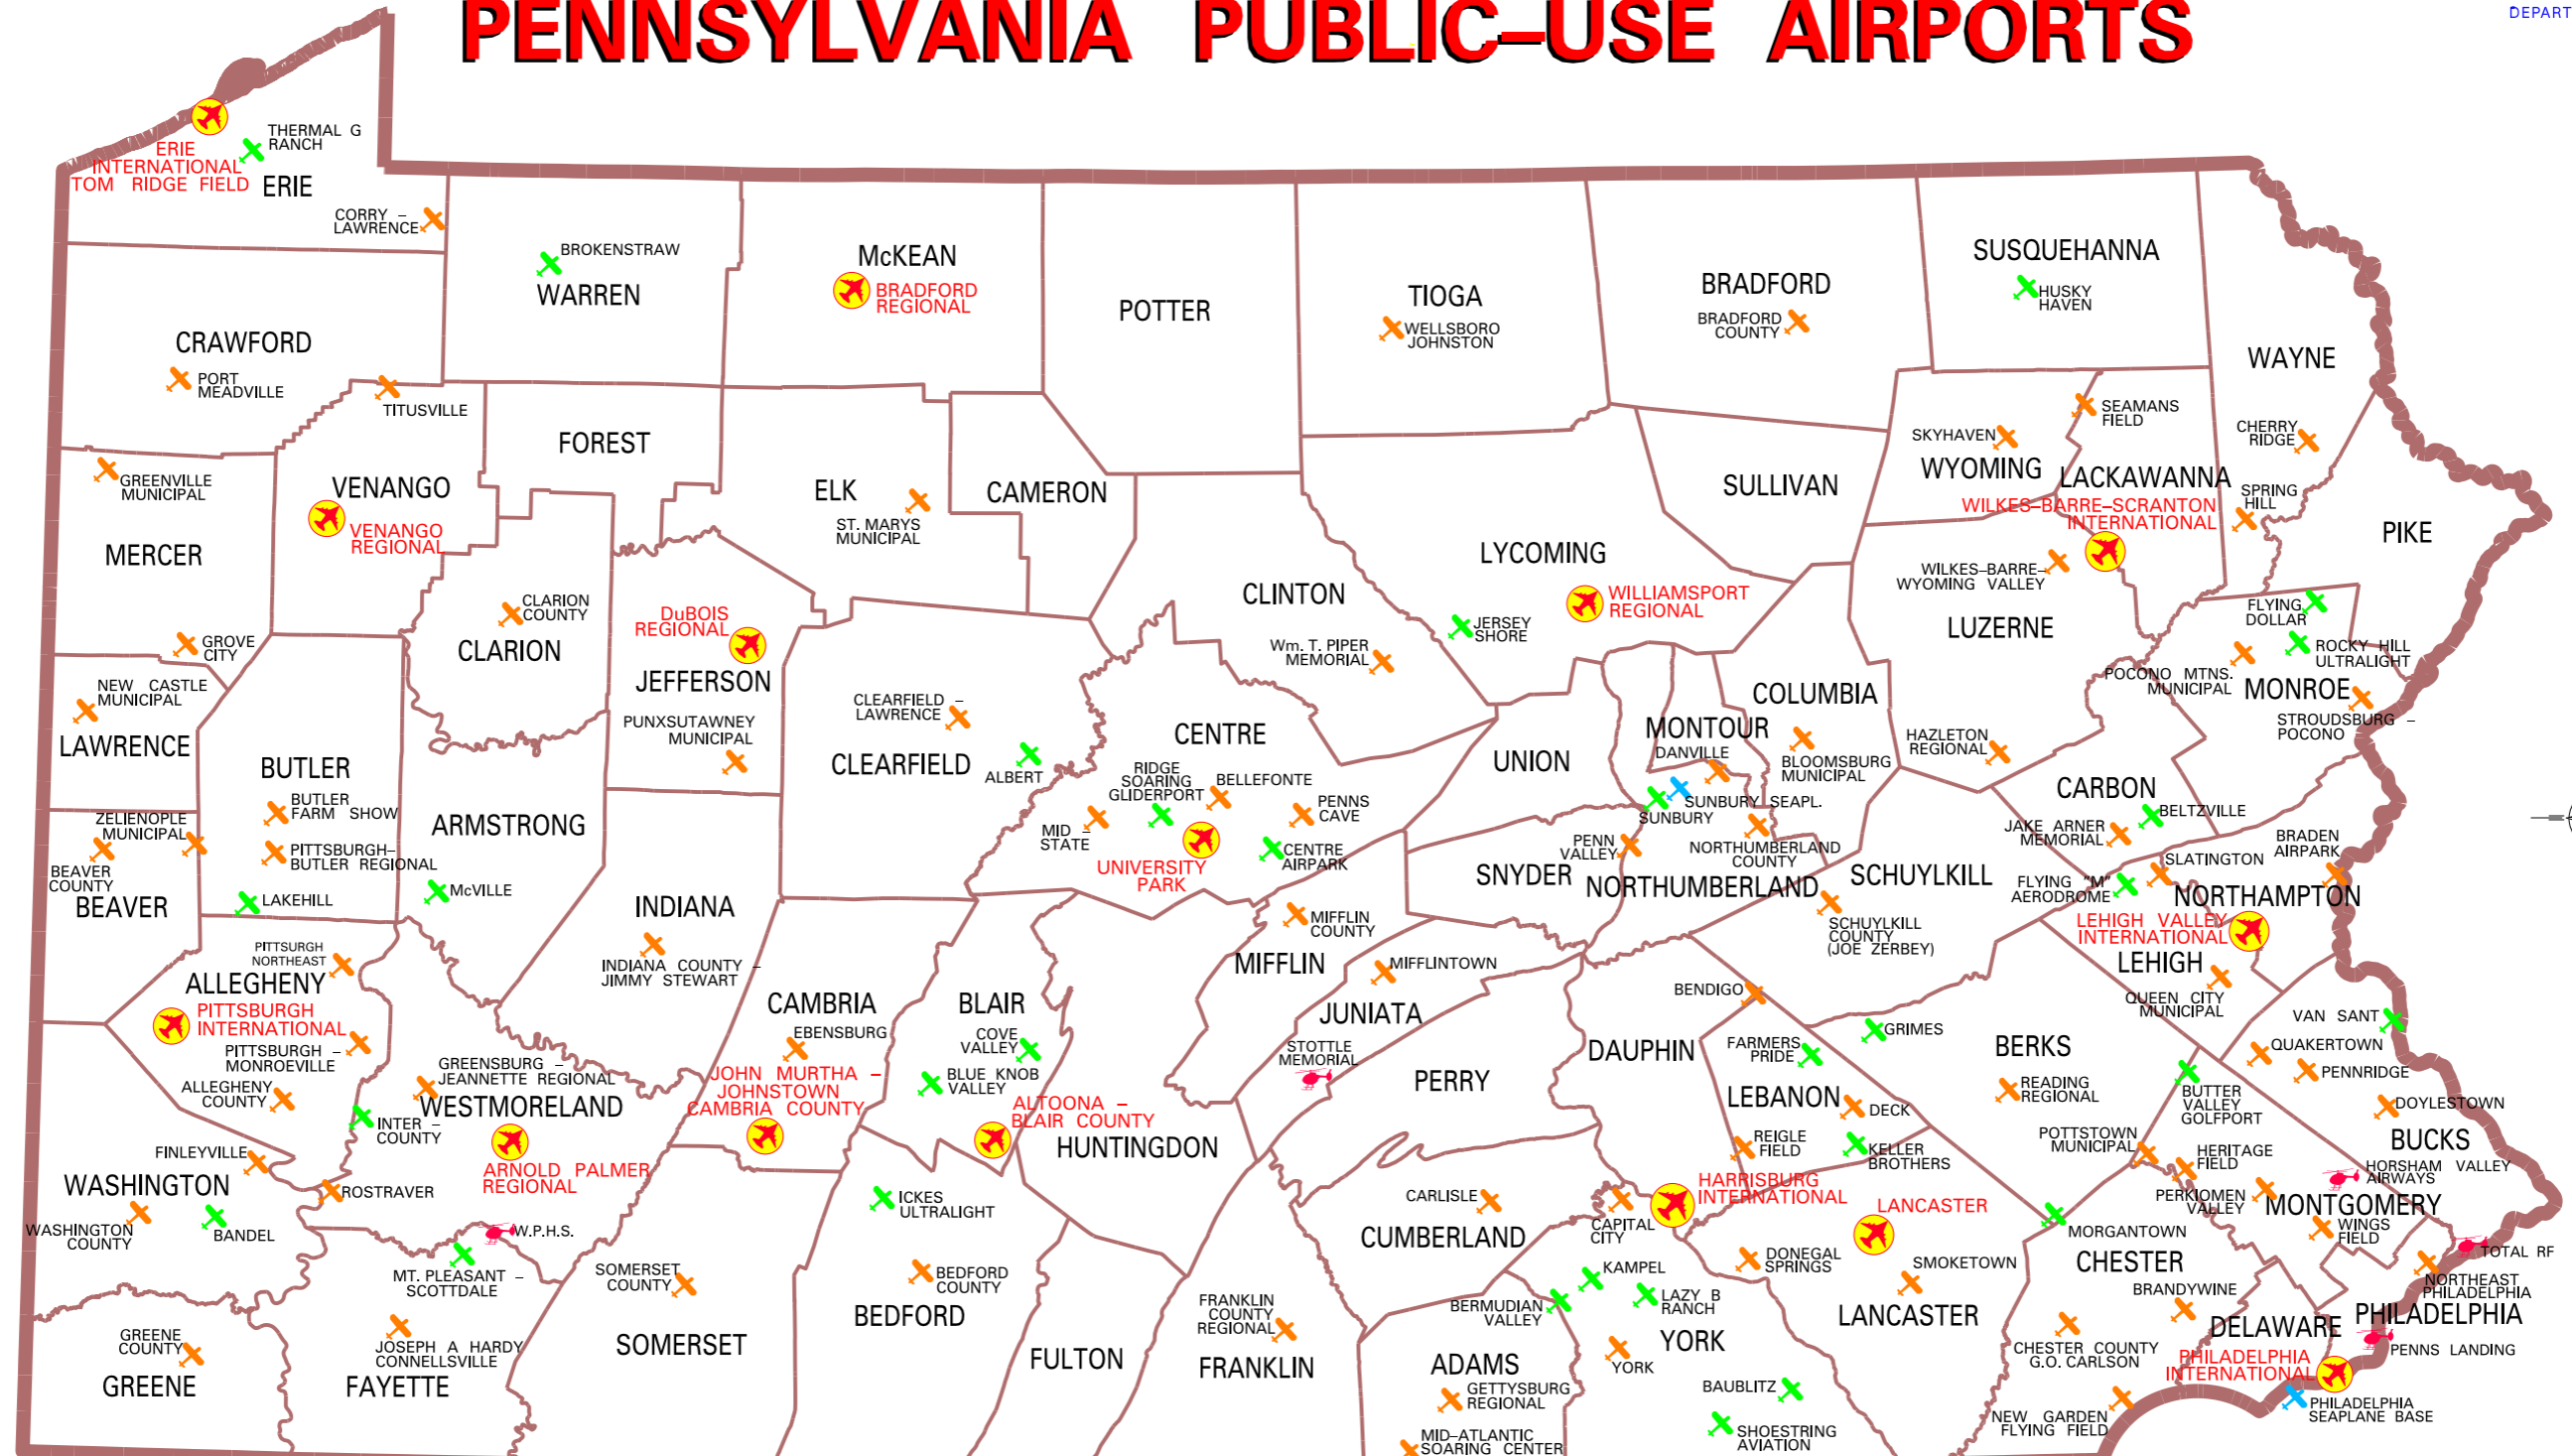 PENNSYLVANIA PUBLIC–USE AIRPORTS
DEPART
THERMAL G
RANCH
ERIE
INTERNATIONAL
TOM RIDGE FIELD
ERIE
CORRY –
LAWRENCE
BROKENSTRAW
WARREN
McKEAN
BRADFORD
REGIONAL
POTTER
TIOGA
WELLSBORO
JOHNSTON
BRADFORD
BRADFORD
COUNTY
SUSQUEHANNA
HUSKY
HAVEN
WAYNE
CHERRY
RIDGE
SPRING
HILL
CRAWFORD
PORT
MEADVILLE
TITUSVILLE
FOREST
GREENVILLE
MUNICIPAL
VENANGO
VENANGO
REGIONAL
MERCER
GROVE
CITY
ELK
ST. MARYS
MUNICIPAL
CAMERON
SULLIVAN
SKYHAVEN
WYOMING
SEAMANS
FIELD
LACKAWANNA
WILKES–BARRE–SCRANTON
INTERNATIONAL
PIKE
WILKES–BARRE–
WYOMING VALLEY
LUZERNE
LYCOMING
WILLIAMSPORT
REGIONAL
JERSEY
SHORE
CLINTON
Wm. T. PIPER
MEMORIAL
CLARION
COUNTY
CLARION
DuBOIS
REGIONAL
JEFFERSON
PUNXSUTAWNEY
MUNICIPAL
CLEARFIELD –
LAWRENCE
CLEARFIELD
ALBERT
NEW CASTLE
MUNICIPAL
LAWRENCE
FLYING
DOLLAR
ROCKY HILL
ULTRALIGHT
POCONO MTNS.
MUNICIPAL
MONROE
STROUDSBURG –
POCONO
COLUMBIA
BLOOMSBURG
MUNICIPAL
MONTOUR
DANVILLE
HAZLETON
REGIONAL
UNION
CENTRE
RIDGE
SOARING
GLIDERPORT
BELLEFONTE
PENNS
CAVE
MID –
STATE
CENTRE
AIRPARK
UNIVERSITY
PARK
SUNBURY SEAPL.
SUNBURY
PENN
VALLEY
NORTHUMBERLAND
COUNTY
NORTHUMBERLAND
SNYDER
SCHUYLKILL
SCHUYLKILL
COUNTY
(JOE ZERBEY)
CARBON
BELTZVILLE
JAKE ARNER
MEMORIAL
SLATINGTON
BRADEN
AIRPARK
FLYING "M"
AERODROME
NORTHAMPTON
LEHIGH VALLEY
INTERNATIONAL
LEHIGH
QUEEN CITY
MUNICIPAL
BUTLER
BUTLER
FARM SHOW
ZELIENOPLE
MUNICIPAL
PITTSBURGH–
BUTLER REGIONAL
BEAVER
COUNTY
BEAVER
LAKEHILL
ARMSTRONG
McVILLE
INDIANA
INDIANA COUNTY –
JIMMY STEWART
PITTSURGH
NORTHEAST
ALLEGHENY
PITTSBURGH
INTERNATIONAL
PITTSBURGH –
MONROEVILLE
ALLEGHENY
COUNTY
GREENSBURG –
JEANNETTE REGIONAL
WESTMORELAND
INTER –
COUNTY
ARNOLD PALMER
REGIONAL
ROSTRAVER
FINLEYVILLE
WASHINGTON
WASHINGTON
COUNTY
BANDEL
W.P.H.S.
MT. PLEASANT –
SCOTTDALE
JOSEPH A HARDY
CONNELLSVILLE
FAYETTE
GREENE
COUNTY
GREENE
CAMBRIA
EBENSBURG
JOHN MURTHA –
JOHNSTOWN
CAMBRIA COUNTY
BLAIR
COVE
VALLEY
BLUE KNOB
VALLEY
ALTOONA –
BLAIR COUNTY
HUNTINGDON
ICKES
ULTRALIGHT
BEDFORD
COUNTY
BEDFORD
SOMERSET
COUNTY
SOMERSET
FULTON
FRANKLIN
COUNTY
REGIONAL
FRANKLIN
MIFFLIN
COUNTY
MIFFLIN
MIFFLINTOWN
JUNIATA
STOTTLE
MEMORIAL
PERRY
CARLISLE
CUMBERLAND
CAPITAL
CITY
DAUPHIN
BENDIGO
FARMERS
PRIDE
GRIMES
LEBANON
DECK
REIGLE
FIELD
KELLER
BROTHERS
HARRISBURG
INTERNATIONAL
LANCASTER
DONEGAL
SPRINGS
SMOKETOWN
LANCASTER
BERKS
READING
REGIONAL
VAN SANT
QUAKERTOWN
PENNRIDGE
BUTTER
VALLEY
GOLFPORT
DOYLESTOWN
BUCKS
POTTSTOWN
MUNICIPAL
HERITAGE
FIELD
HORSHAM VALLEY
AIRWAYS
PERKIOMEN
VALLEY
MONTGOMERY
WINGS
FIELD
MORGANTOWN
CHESTER
TOTAL RF
NORTHEAST
PHILADELPHIA
BRANDYWINE
DELAWARE
PHILADELPHIA
PENNS LANDING
CHESTER COUNTY
G.O. CARLSON
PHILADELPHIA
INTERNATIONAL
PHILADELPHIA
SEAPLANE BASE
NEW GARDEN
FLYING FIELD
KAMPEL
BERMUDIAN
VALLEY
LAZY B
RANCH
YORK
YORK
BAUBLITZ
SHOESTRING
AVIATION
ADAMS
GETTYSBURG
REGIONAL
MID–ATLANTIC
SOARING CENTER